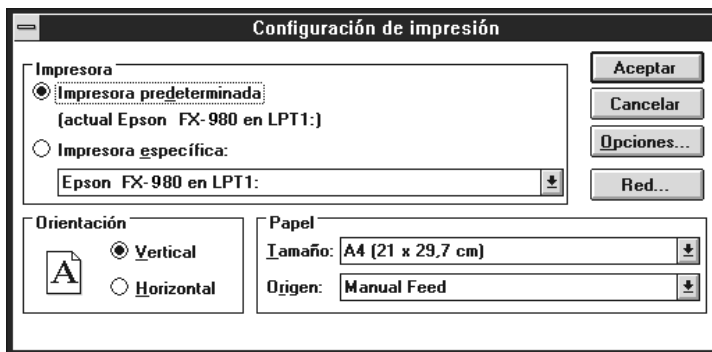 Configuración de impresión
Impresora
Impresora predeterminada
(actual Epson FX-980 en LPT1:)
Impresora específica:
Epson FX-980 en LPT1:
Aceptar
Cancelar
Opciones...
Red...
Orientación
A
Vertical
Horizontal
Papel
Tamaño: A4 (21 x 29,7 cm)
Origen: Manual Feed